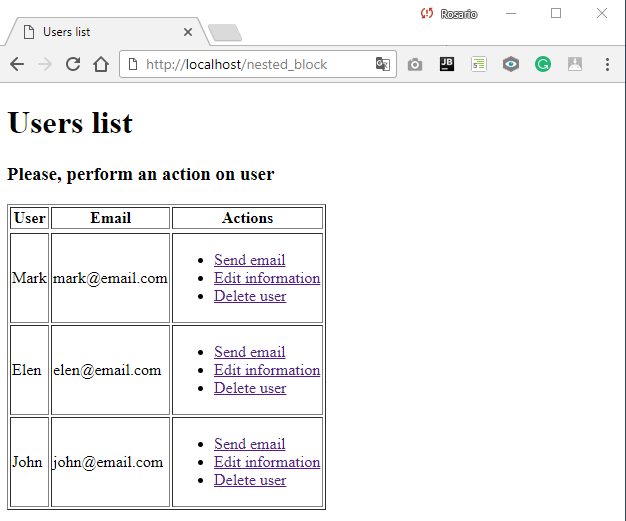 Rosario
Users list
http://localhost/nested_block
JB
Users list
Please, perform an action on user
User Email Actions
Mark mark@email.com
Send email
Edit information
Delete user
Elen elen@email.com
Send email
Edit information
Delete user
John john@email.com
Send email
Edit information
Delete user